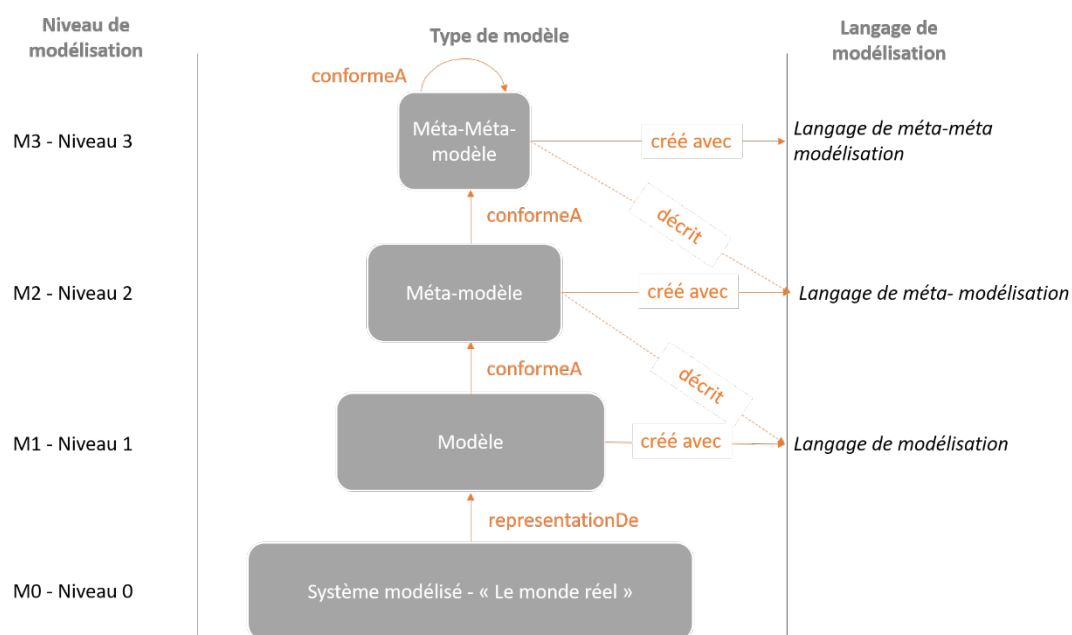 Niveau de
modélisation
Type de modèle
Langage de
modélisation
conformeA
M3 - Niveau 3
Méta-Méta-
modèle
créé avec
Langage de méta-méta
modélisation
conformeA
décrit
M2 - Niveau 2
Méta-modèle
créé avec
Langage de méta- modélisation
conformeA
décrit
M1 - Niveau 1
Modèle
créé avec
Langage de modélisation
representationDe
M0 - Niveau 0
Système modélisé - « Le monde réel »